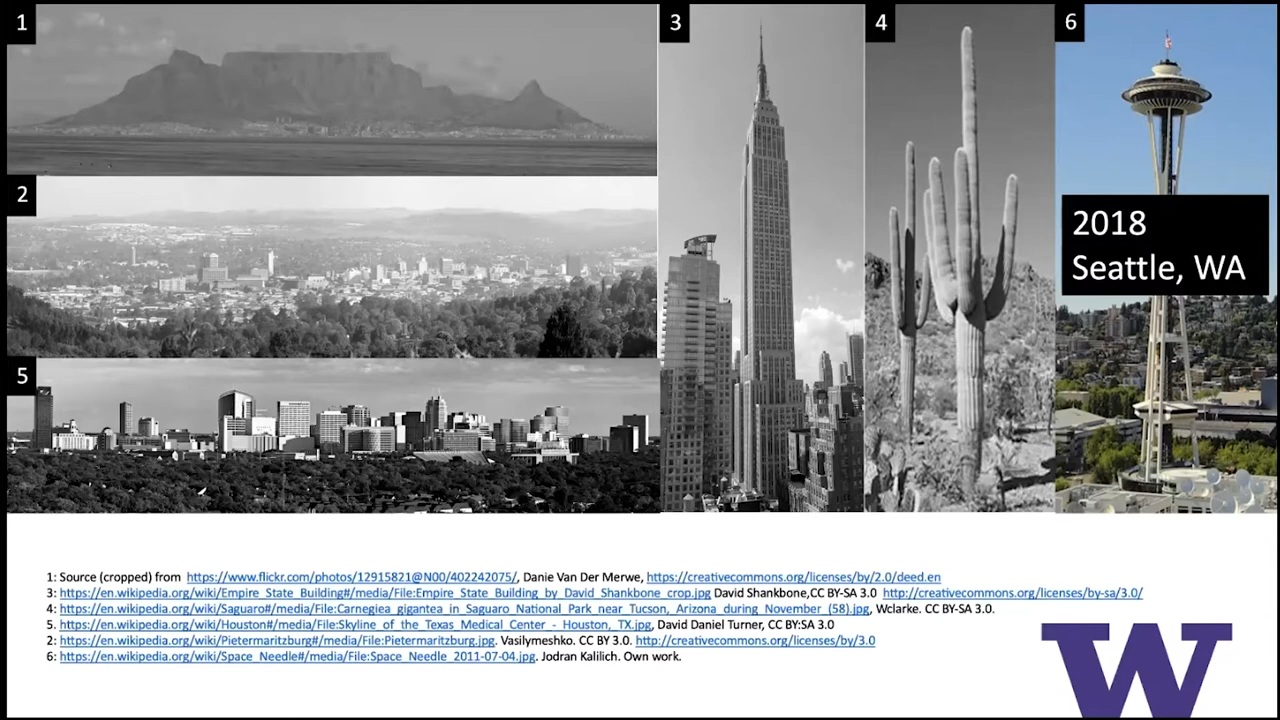 1
2
5
3
4
6
2018
Seattle, WA
1: Source (cropped) from https://www.flickr.com/photos/12915821@N00/402242075/, Danie Van Der Merwe, https://creativecommons.org/licenses/by/2.0/deed.en
3: https://en.wikipedia.org/wiki/Empire_State_Building#/media/File:Empire_State_Building_by_David_Shankbone_crop.jpg David Shankbone,CC BY-SA 3.0 http://creativecommons.org/licenses/by-sa/3.0/
4: https://en.wikipedia.org/wiki/Saguaro#/media/File:Carnegiea_gigantea_in_Saguaro_National_Park_near_Tucson,_Arizona_during_November_(58).jpg, Wclarke. CC BY-SA 3.0.
5: https://en.wikipedia.org/wiki/Houston#/media/File:Skyline_of_the_Texas_Medical_Center_-_Houston,_TX.jpg, David Daniel Turner, CC BY:SA 3.0
2: https://en.wikipedia.org/wiki/Pietermaritzburg#/media/File:Pietermaritzburg.jpg. Vasilymeshko. CC BY 3.0. http://creativecommons.org/licenses/by/3.0
6: https://en.wikipedia.org/wiki/Space_Needle#/media/File:Space_Needle_2011-07-04.jpg. Jodran Kalilich. Own work.
W